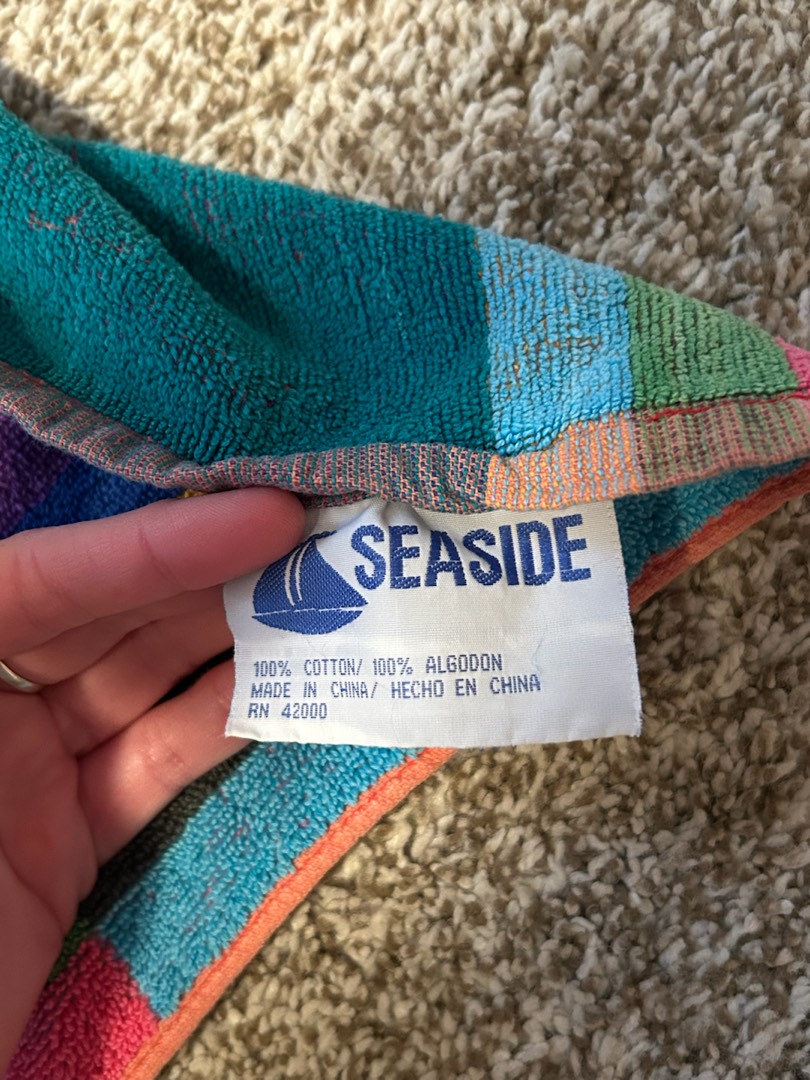 SEASIDE
100% COTTON/ 100% ALGODON
MADE IN CHINA/ HECHO EN CHINA
RN 42000